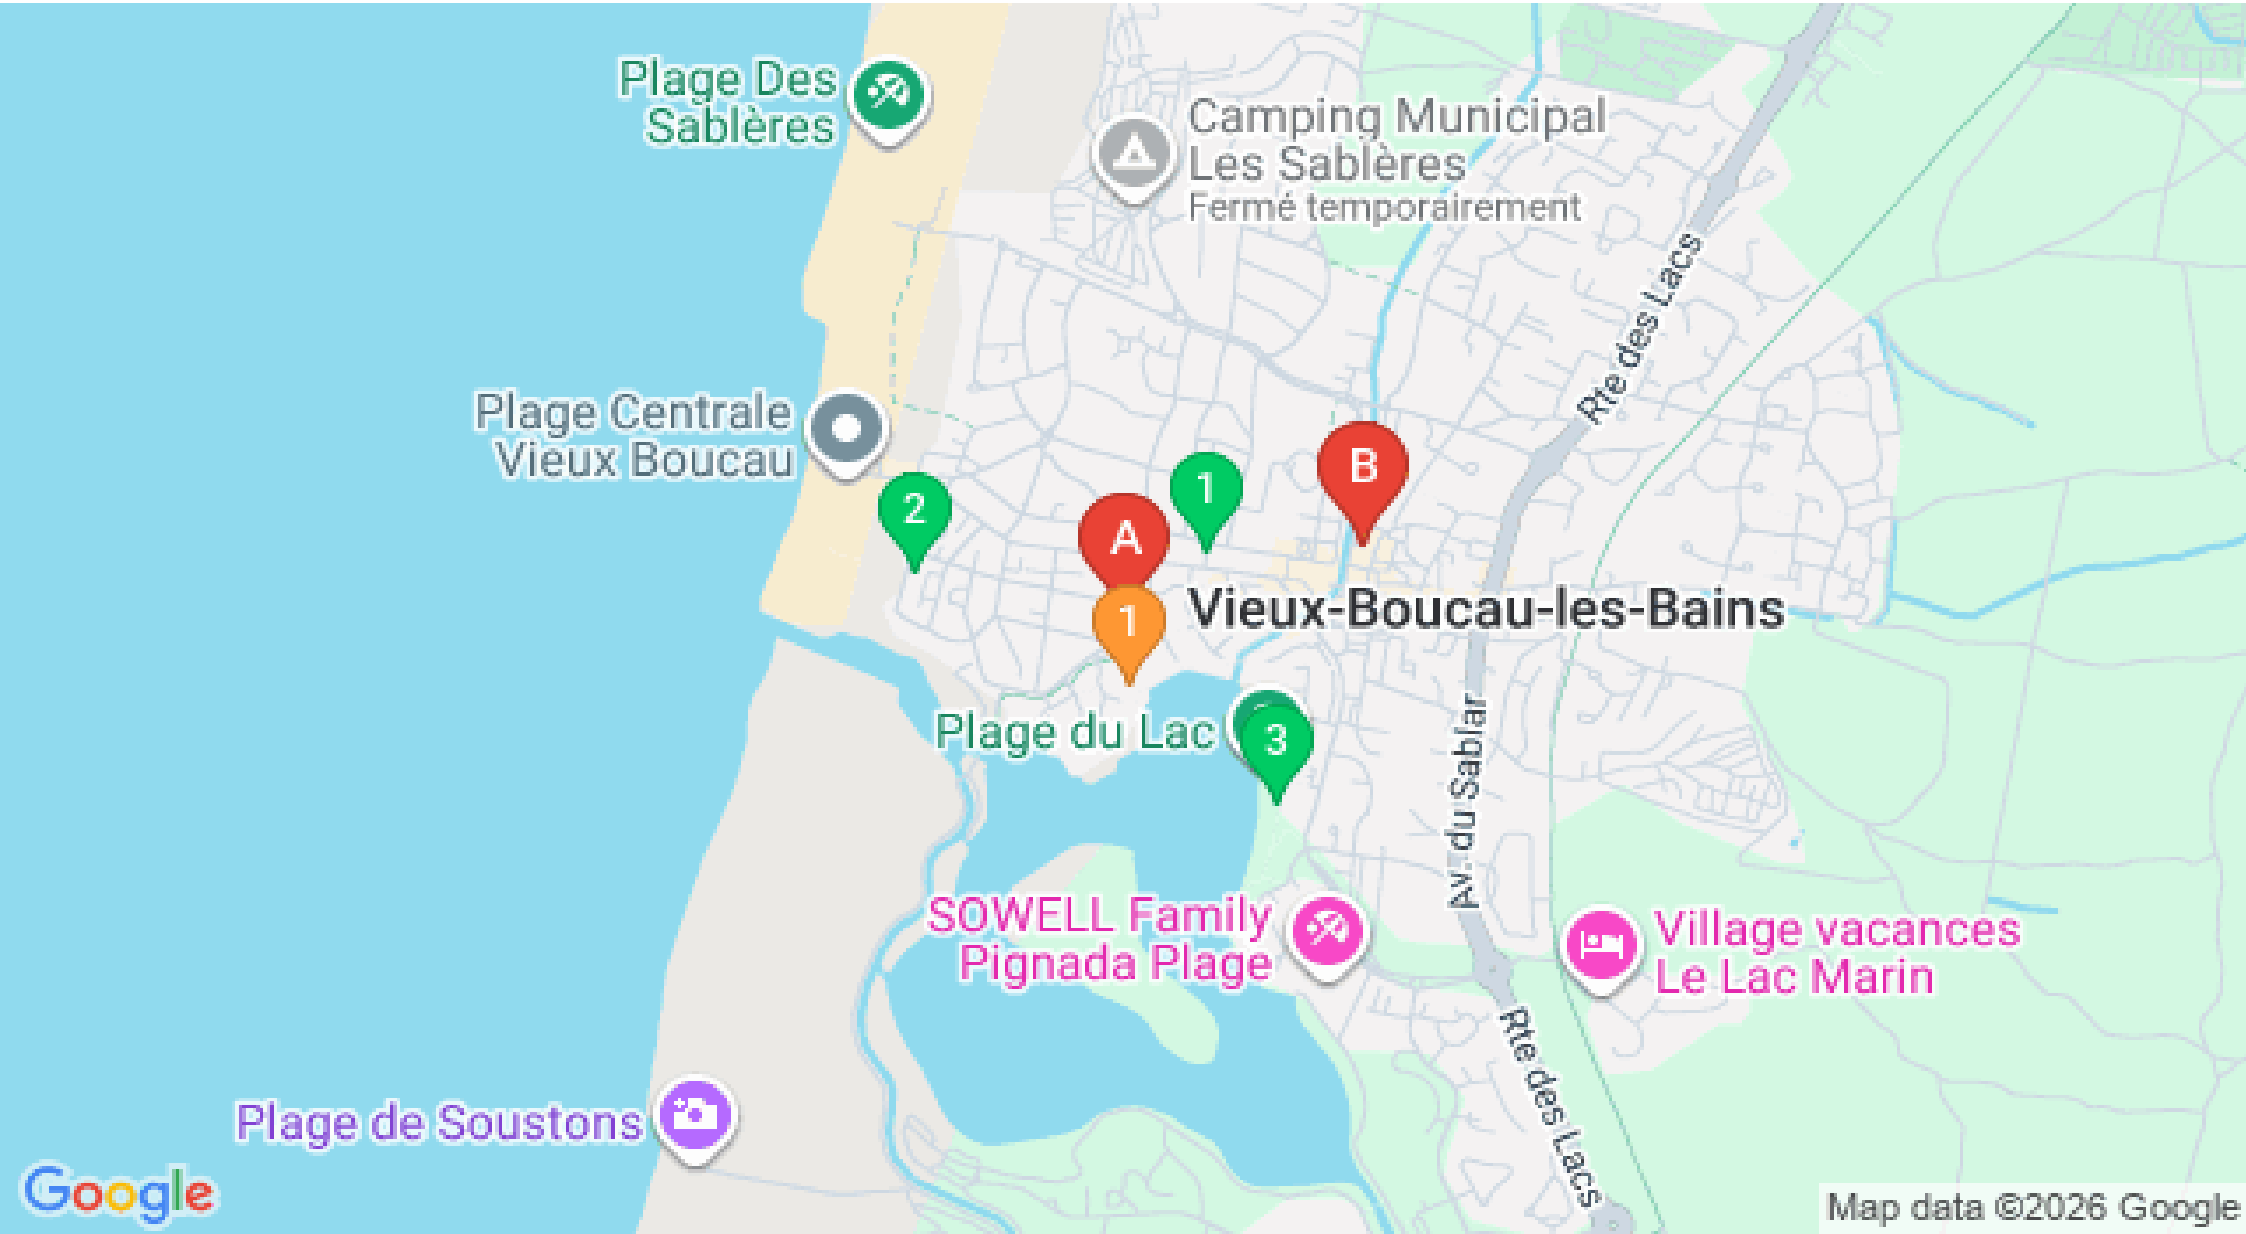 Plage Des
Sablères
Camping Municipal
Les Sablères
Fermé temporairement
Rte des Lacs
Plage Centrale
Vieux Boucau
B
1
2
A
1
Vieux-Boucau-les-Bains
Plage du Lac
3
Av. du Sablar
SOWELL Family
Pignada Plage
Village vacances
Le Lac Marin
Rte des Lacs
Plage de Soustons
Google
Map data ©2026 Google